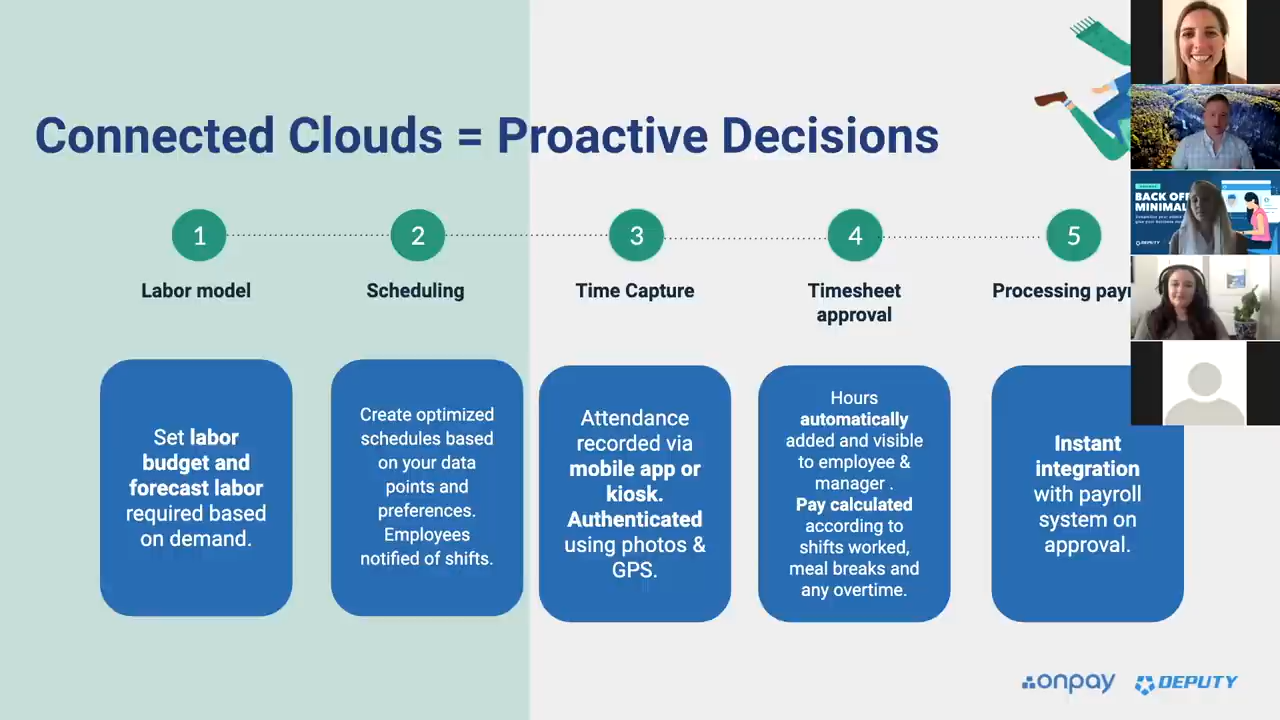 Connected Clouds = Proactive Decisions
1
2
3
4
5
Labor model
Scheduling
Time Capture
Timesheet
approval
Processing
Set labor
budget and
forecast labor
required based
on demand.
Create optimized
schedules based
on your data
points and
preferences.
Employees
notified of shifts.
Attendance
recorded via
mobile app or
kiosk.
Authenticated
using photos &
GPS.
Hours
automatically
added and visible
to employee &
manager .
Pay calculated
according to
shifts worked,
meal breaks and
any overtime.
Instant
integration
with payroll
system on
approval.
BACK
DEPUTY
onpay
DEPUTY